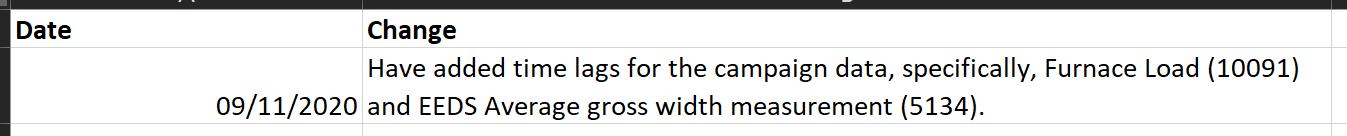 Date Change
Have added time lags for the campaign data, specifically, Furnace Load (10091)
09/11/2020 and EEDS Average gross width measurement (5134).